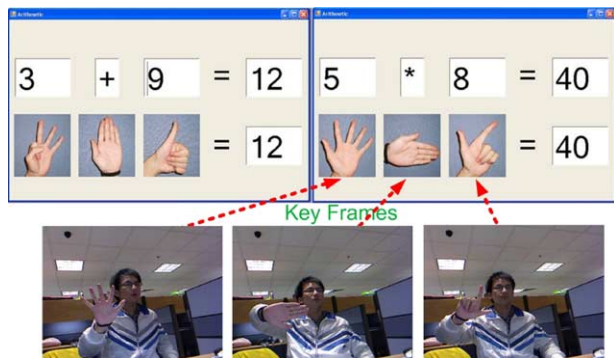 Arithmetic
3 + 9 = 12
= 12
Arithmetic
5 * 8 = 40
= 40
Key Frames